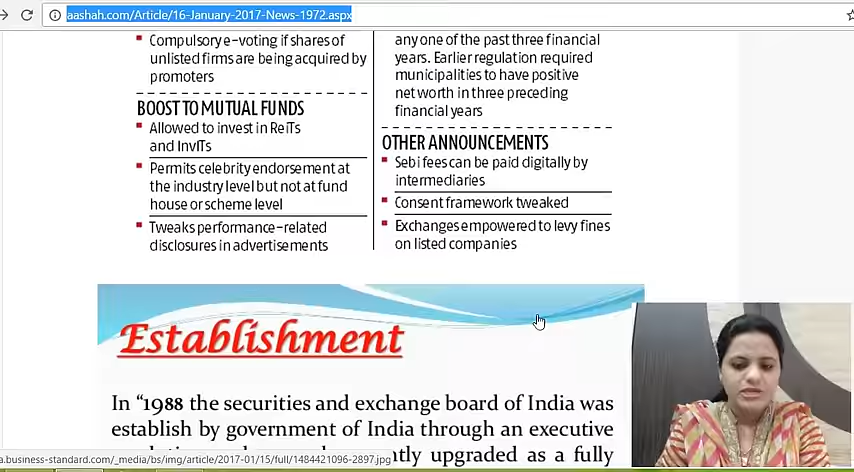 aashah.com/Article/16-January-2017-News-1972.aspx
Compulsory e-voting if shares of
unlisted firms are being acquired by
promoters
BOOST TO MUTUAL FUNDS
Allowed to invest in ReiTs
and InvITs
Permits celebrity endorsement at
the industry level but not at fund
house or scheme level
Tweaks performance-related
disclosures in advertisements
any one of the past three financial
years. Earlier regulation required
municipalities to have positive
net worth in three preceding
financial years
OTHER ANNOUNCEMENTS
Sebi fees can be paid digitally by
intermediaries
Consent framework tweaked
Exchanges empowered to levy fines
on listed companies
Establishment
In “1988 the securities and exchange board of India was
establish by government of India through an executive
ntly upgraded as a fully
a.business-standard.com/_media/bs/img/article/2017-01/15/full/1484421096-2897.jpg